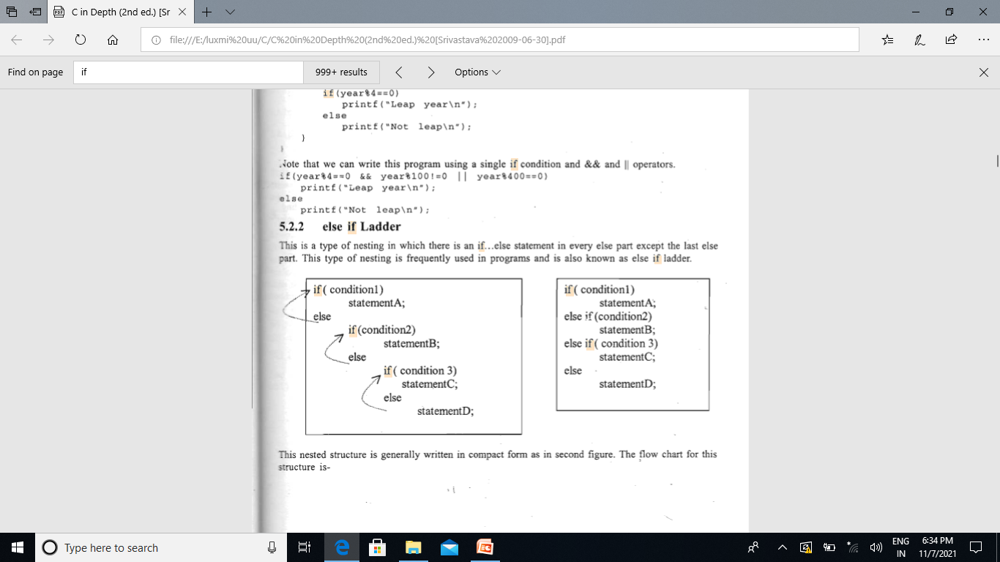 C in Depth (2nd ed.) [Sr
file:///E:/luxmi%20uu/C/C%20in%20Depth%20(2nd%20ed.)%20[Srivastava%202009-06-30].pdf
Find on page
if
999+ results
Options
if(year%4==0)
printf("Leap year\n");
else
printf("Not leap\n");
}
}
Note that we can write this program using a single if condition and && and || operators.
if(year%4==0 && year%100!=0 || year%400==0)
printf("Leap year\n");
else
printf("Not leap\n");
5.2.2 else if Ladder
This is a type of nesting in which there is an if...else statement in every else part except the last else
part. This type of nesting is frequently used in programs and is also known as else if ladder.
if( condition1)
statementA;
else
if(condition2)
statementB;
else
if( condition 3)
statementC;
else
statementD;
if( condition1)
statementA;
else if(condition2)
statementB;
else if( condition 3)
statementC;
else
statementD;
This nested structure is generally written in compact form as in second figure. The flow chart for this
structure is-
Type here to search
ENG
IN
6:34 PM
11/7/2021